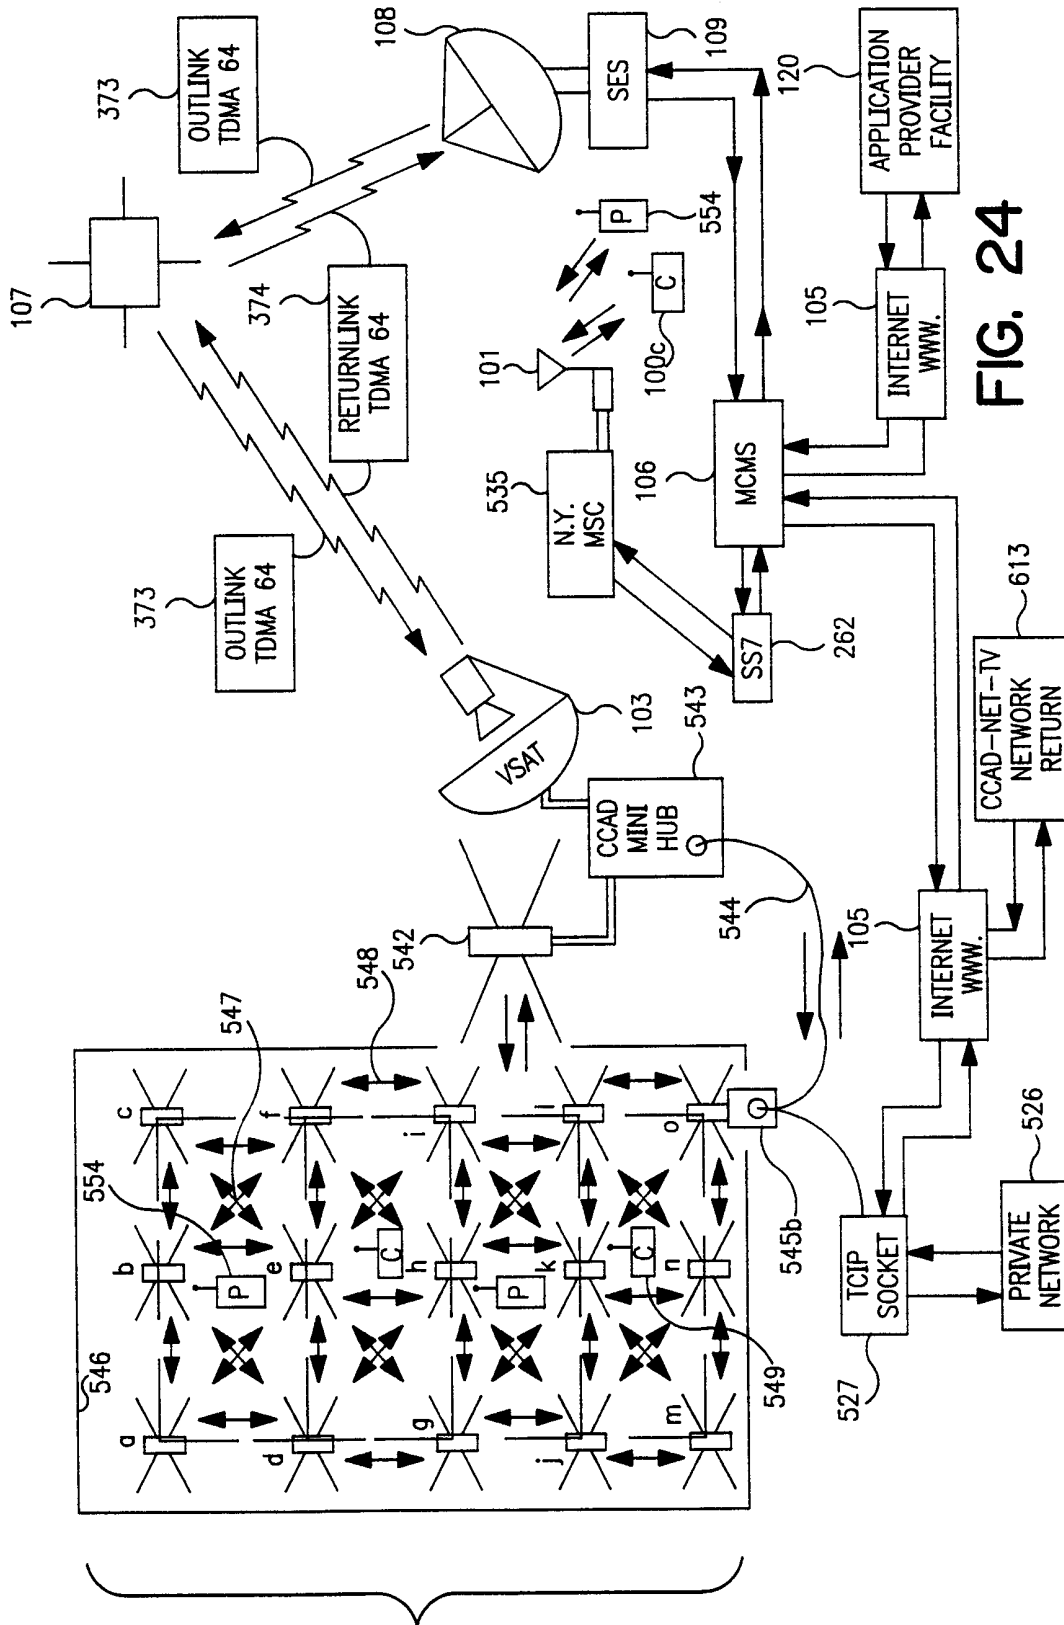 107
373
OUTLINK
TDMA 64
108
109
SES
RETURNLINK
TDMA 64
374
373
OUTLINK
TDMA 64
P
554
C
100c
101
535
N.Y.
MSC
106
MCMS
SS7
262
120
APPLICATION
PROVIDER
FACILITY
105
INTERNET
WWW.
FIG. 24
VSAT
103
CCAD
MINI
HUB
543
544
542
548
547
554
546
a
b
c
P
d
e
f
C
g
h
i
P
j
k
l
C
m
n
o
549
545b
TCIP
SOCKET
527
PRIVATE
NETWORK
526
105
INTERNET
WWW.
CCAD-NET-TV
NETWORK
RETURN
613